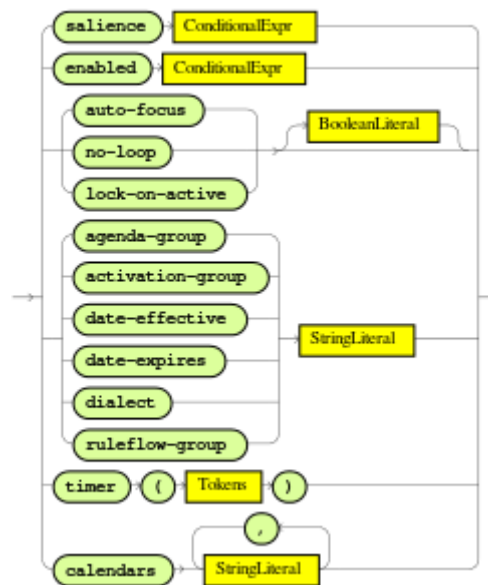 salience ConditionalExpr
enabled ConditionalExpr
auto-focus
BooleanLiteral
no-loop
lock-on-active
agenda-group
activation-group
date-effective
StringLiteral
date-expires
dialect
ruleflow-group
timer ( Tokens )
,
calendars StringLiteral